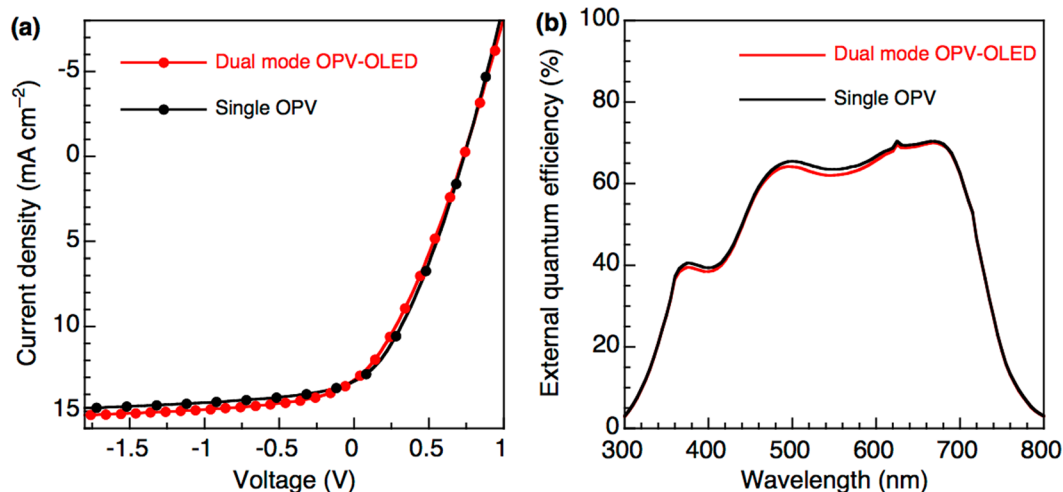 (a)
Dual mode OPV-OLED
Single OPV
-5
0
5
10
15
-1.5
-1
-0.5
0
0.5
1
Current density (mA cm⁻²)
Voltage (V)
(b)
Dual mode OPV-OLED
Single OPV
100
80
60
40
20
0
300
400
500
600
700
800
External quantum efficiency (%)
Wavelength (nm)